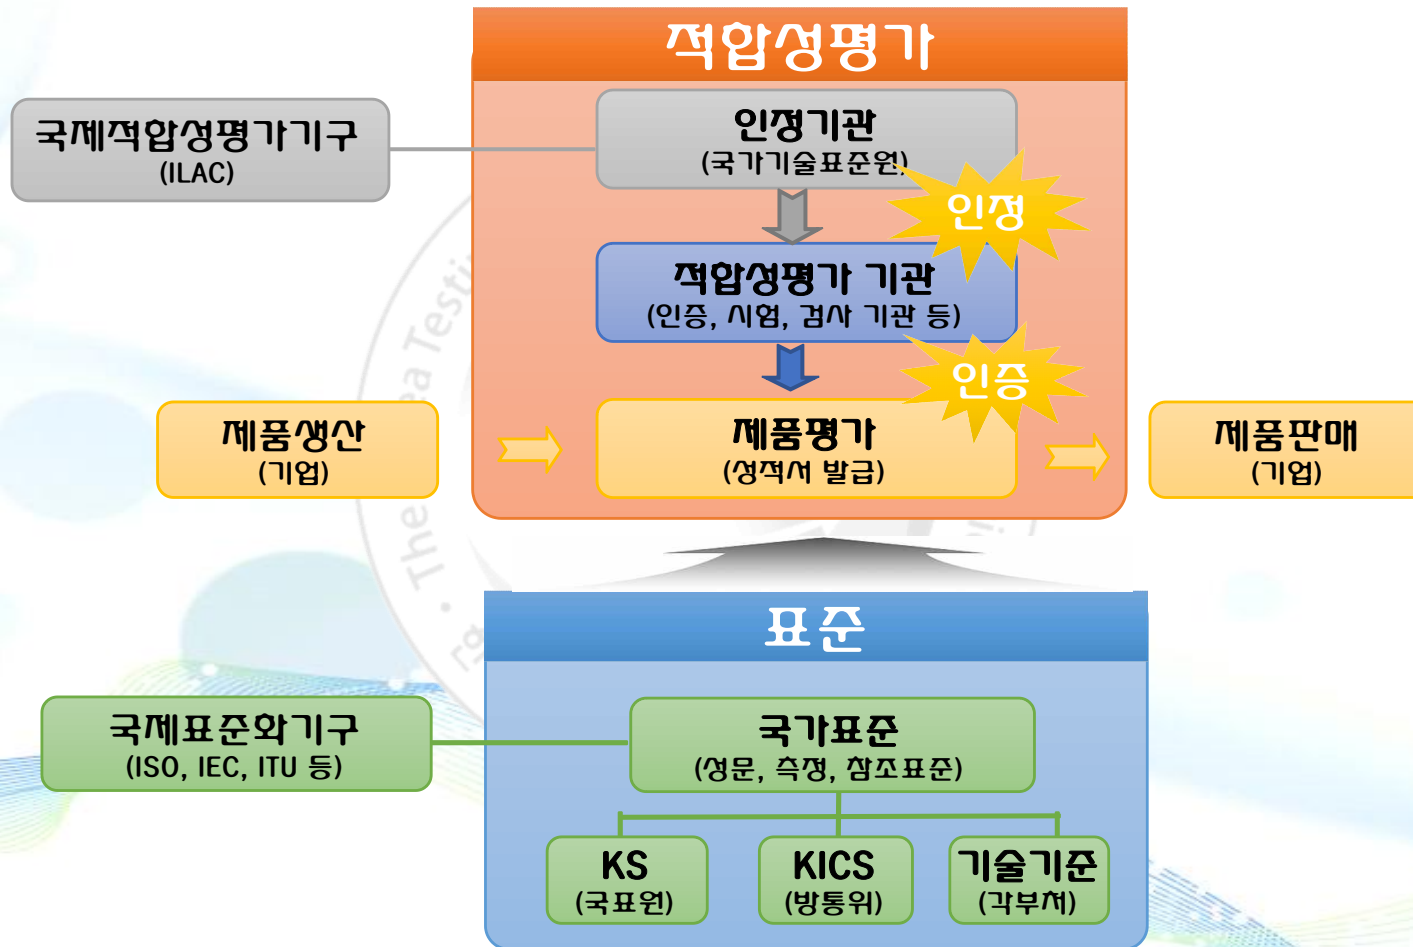 적합성평가
국제적합성평가기구
(ILAC)
인정기관
(국가기술표준원)
인정
적합성평가 기관
(인증, 시험, 검사 기관 등)
인증
제품생산
(기업)
제품평가
(성적서 발급)
제품판매
(기업)
표준
국제표준화기구
(ISO, IEC, ITU 등)
국가표준
(성문, 측정, 참조표준)
KS
(국표원)
KICS
(방통위)
기술기준
(각부처)
The
ea Testi